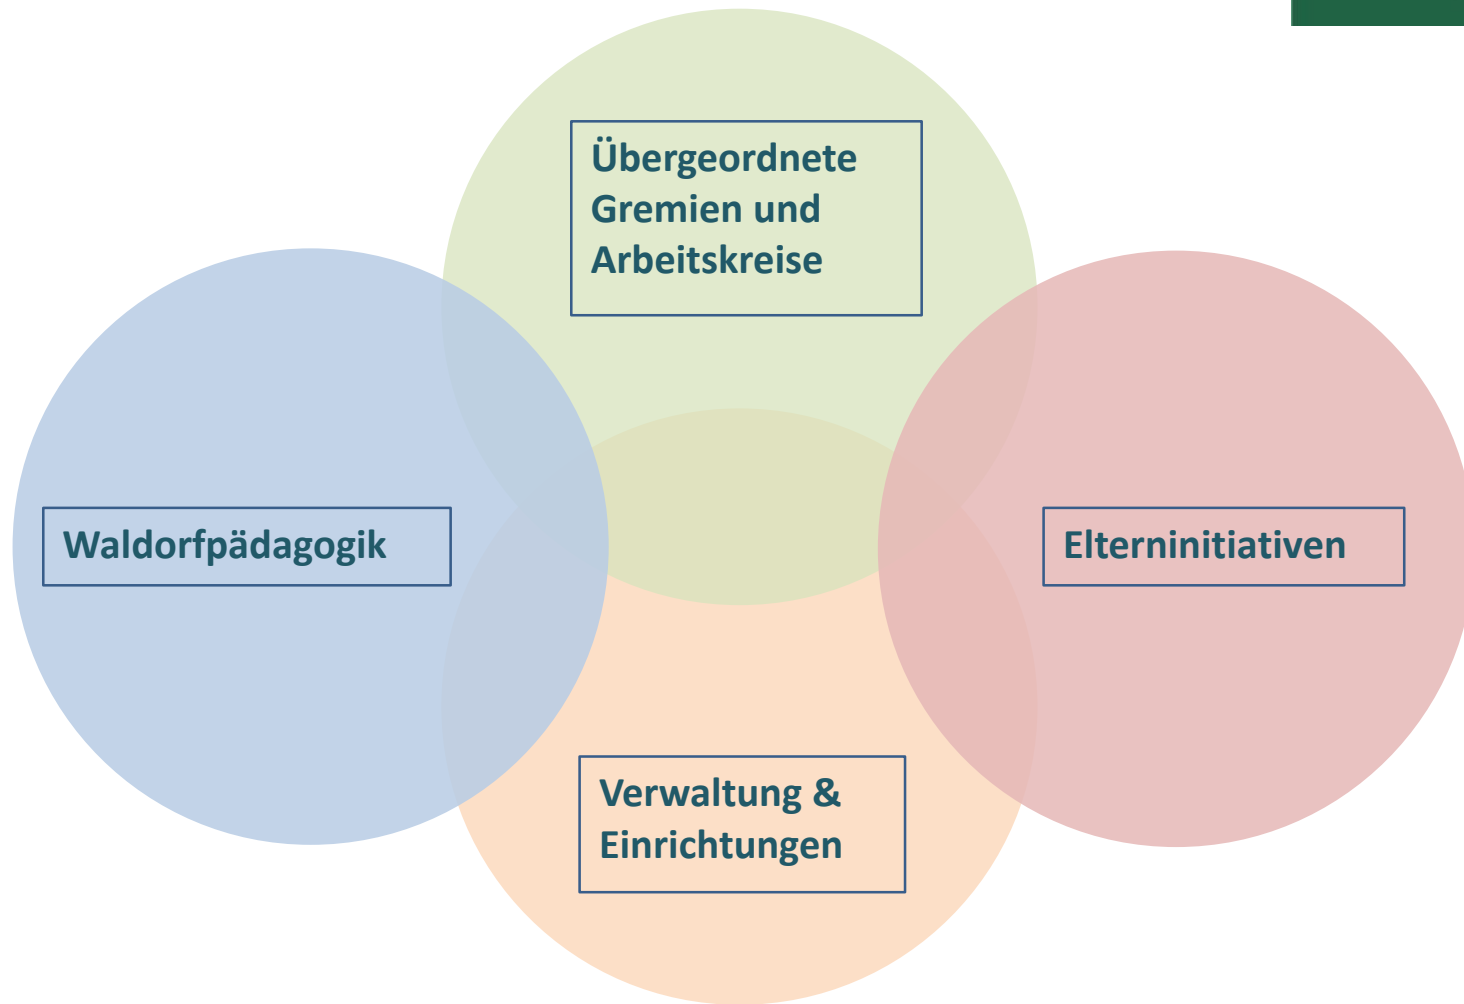 Übergeordnete
Gremien und
Arbeitskreise
Waldorfpädagogik
Elterninitiativen
Verwaltung &
Einrichtungen